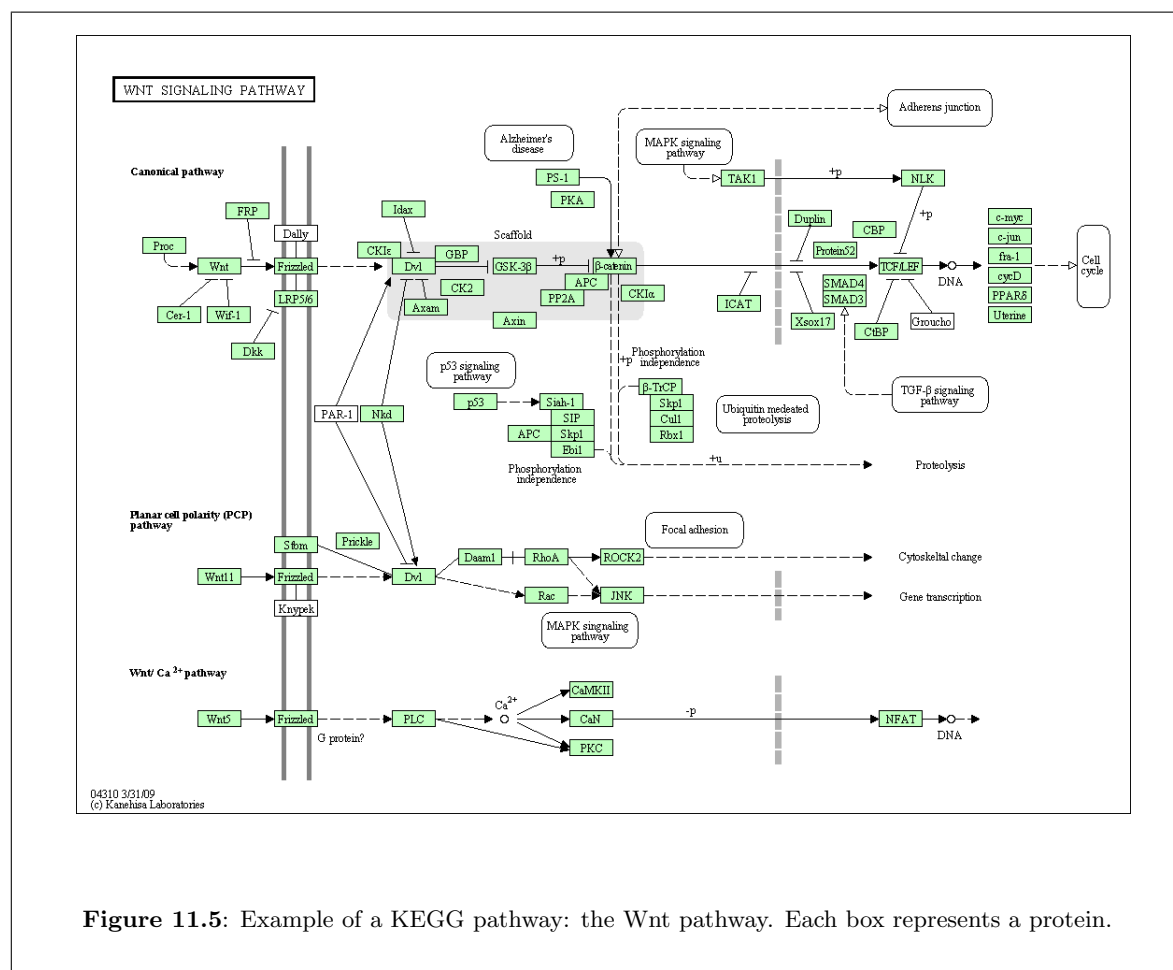 WNT SIGNALING PATHWAY
Adherens junction
Alzheimer's
disease
MAPK signaling
pathway
Canonical pathway
PS-1
TAK1
+p
NLK
PKA
FRP
Idax
Duplin
+p
c-myc
Dally
Scaffold
CBP
c-jun
Proc
CKIε
GBP
Protein52
fra-1
Cell
cycle
Wnt
Frizzled
Dvl
GSK-3β
+p
β-catenin
TCF/LEF
DNA
cycD
APC
SMAD4
CK2
PP2A
CKIα
SMAD3
PPARδ
LRP5/6
Axam
ICAT
Uterine
Cer-1
Wif-1
Axin
Xsox17
CtBP
Groucho
Dkk
+p
Phosphorylation
independence
p53 signaling
pathway
β-TrCP
TGF-β signaling
pathway
p53
Siah-1
Skp1
PAR-1
Nkd
SIP
Cul1
Ubiquitin medeated
proteolysis
APC
Skp1
Rbx1
Ebi1
+u
Proteolysis
Phosphorylation
independence
Planar cell polarity (PCP)
pathway
Focal adhesion
Stbm
Prickle
Daam1
RhoA
ROCK2
Cytoskeltal change
Wnt11
Frizzled
Dvl
Rac
JNK
Gene transcription
Knypek
MAPK singnaling
pathway
Wnt/ Ca 2+ pathway
Ca2+
CaMKII
Wnt5
Frizzled
PLC
CaN
-p
NFAT
DNA
G protein?
PKC
04310 3/31/09
(c) Kanehisa Laboratories
Figure 11.5: Example of a KEGG pathway: the Wnt pathway. Each box represents a protein.